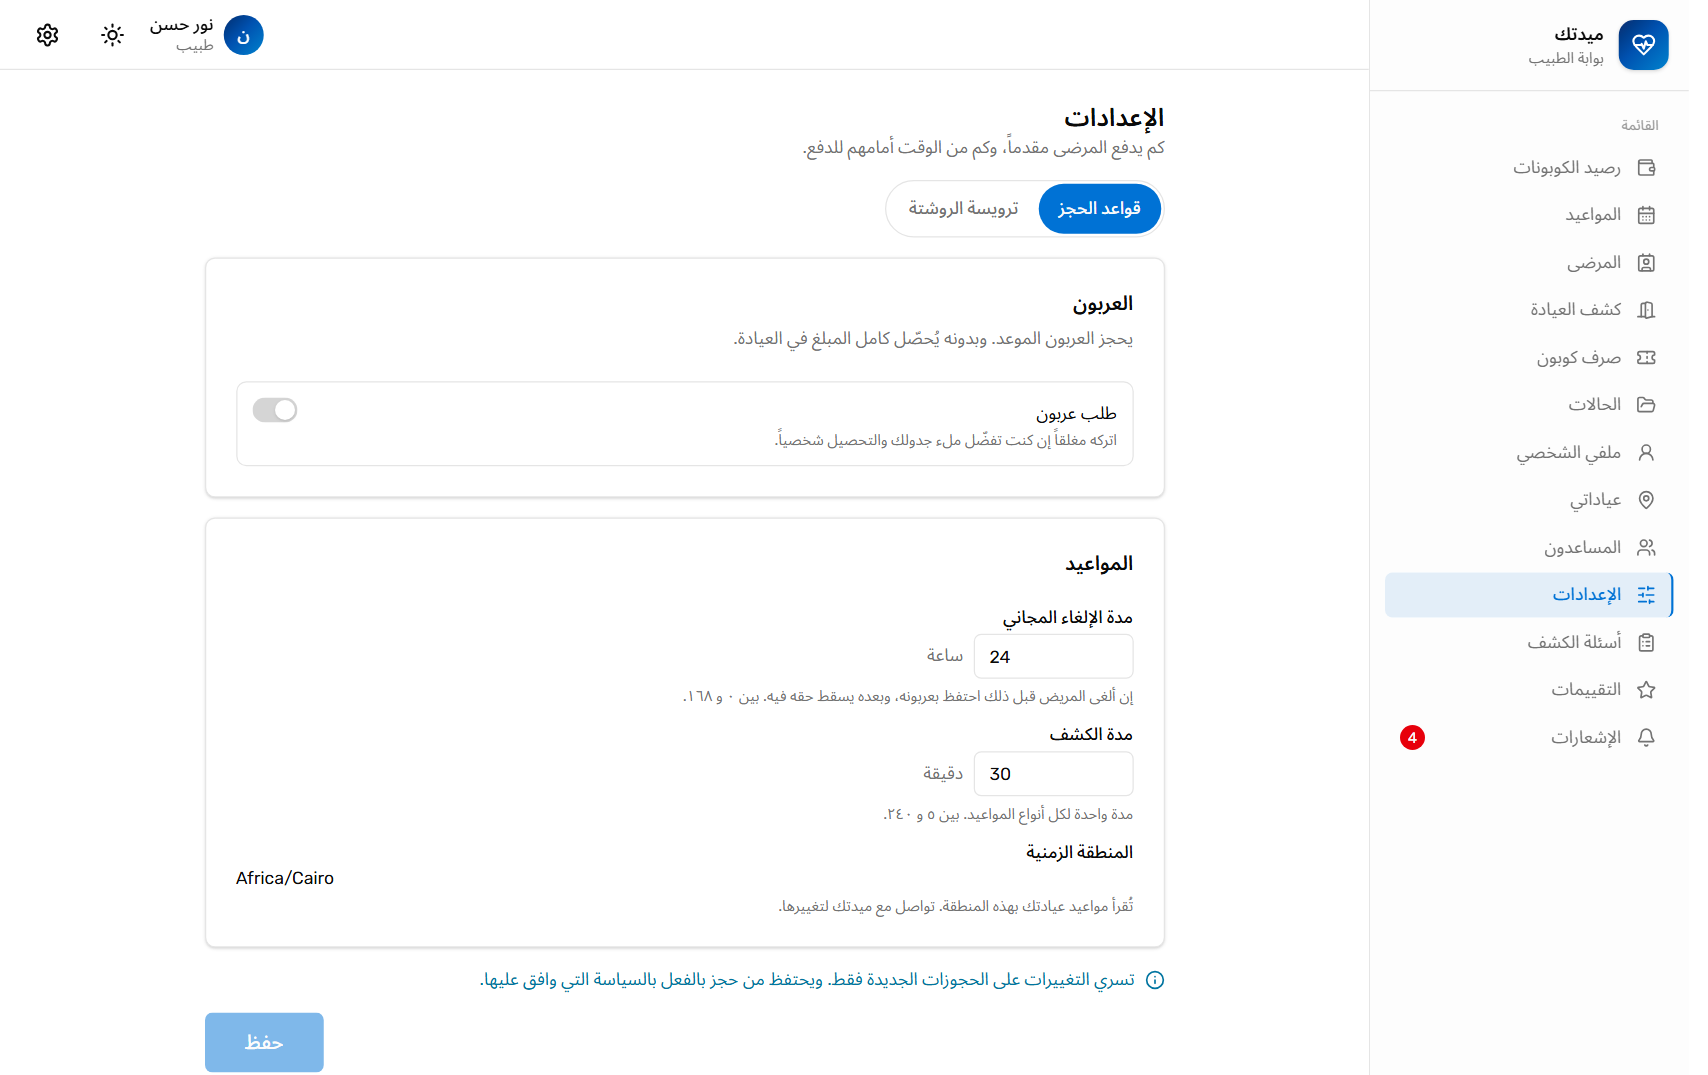 ميدتك
بوابة الطبيب
القائمة
رصيد الكوبونات
المواعيد
المرضى
كشف العيادة
صرف كوبون
الحالات
ملفي الشخصي
عياداتي
المساعدون
الإعدادات
أسئلة الكشف
التقييمات
الإشعارات
4
ن
نور حسن
طبيب
الإعدادات
كم يدفع المرضى مقدماً، وكم من الوقت أمامهم للدفع.
قواعد الحجز
ترويسة الروشتة
العربون
يحجز العربون الموعد. وبدونه يُحصّل كامل المبلغ في العيادة.
طلب عربون
اتركه مغلقاً إن كنت تفضّل ملء جدولك والتحصيل شخصياً.
المواعيد
مدة الإلغاء المجاني
24 ساعة
إن ألغى المريض قبل ذلك احتفظ بعربونه، وبعده يسقط حقه فيه. بين ٠ و ١٦٨.
مدة الكشف
30 دقيقة
مدة واحدة لكل أنواع المواعيد. بين ٥ و ٢٤٠.
المنطقة الزمنية
Africa/Cairo
تُقرأ مواعيد عيادتك بهذه المنطقة. تواصل مع ميدتك لتغييرها.
تسري التغييرات على الحجوزات الجديدة فقط. ويحتفظ من حجز بالفعل بالسياسة التي وافق عليها.
حفظ